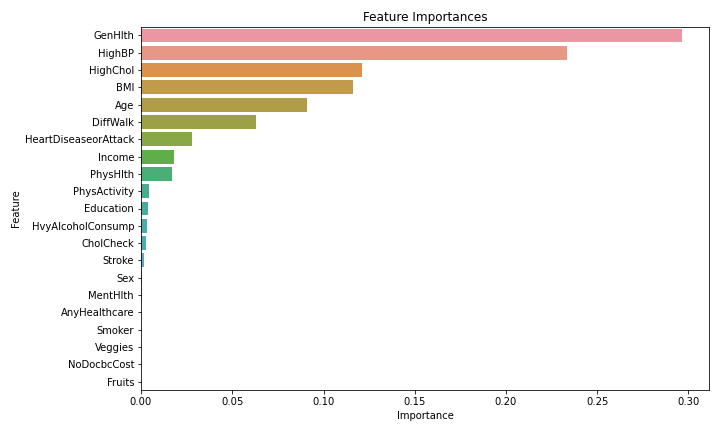 Feature Importances
GenHlth
HighBP
HighChol
BMI
Age
DiffWalk
HeartDiseaseorAttack
Income
PhysHlth
PhysActivity
Education
HvyAlcoholConsump
CholCheck
Stroke
Sex
MentHlth
AnyHealthcare
Smoker
Veggies
NoDocbcCost
Fruits
Feature
0.00 0.05 0.10 0.15 0.20 0.25 0.30
Importance